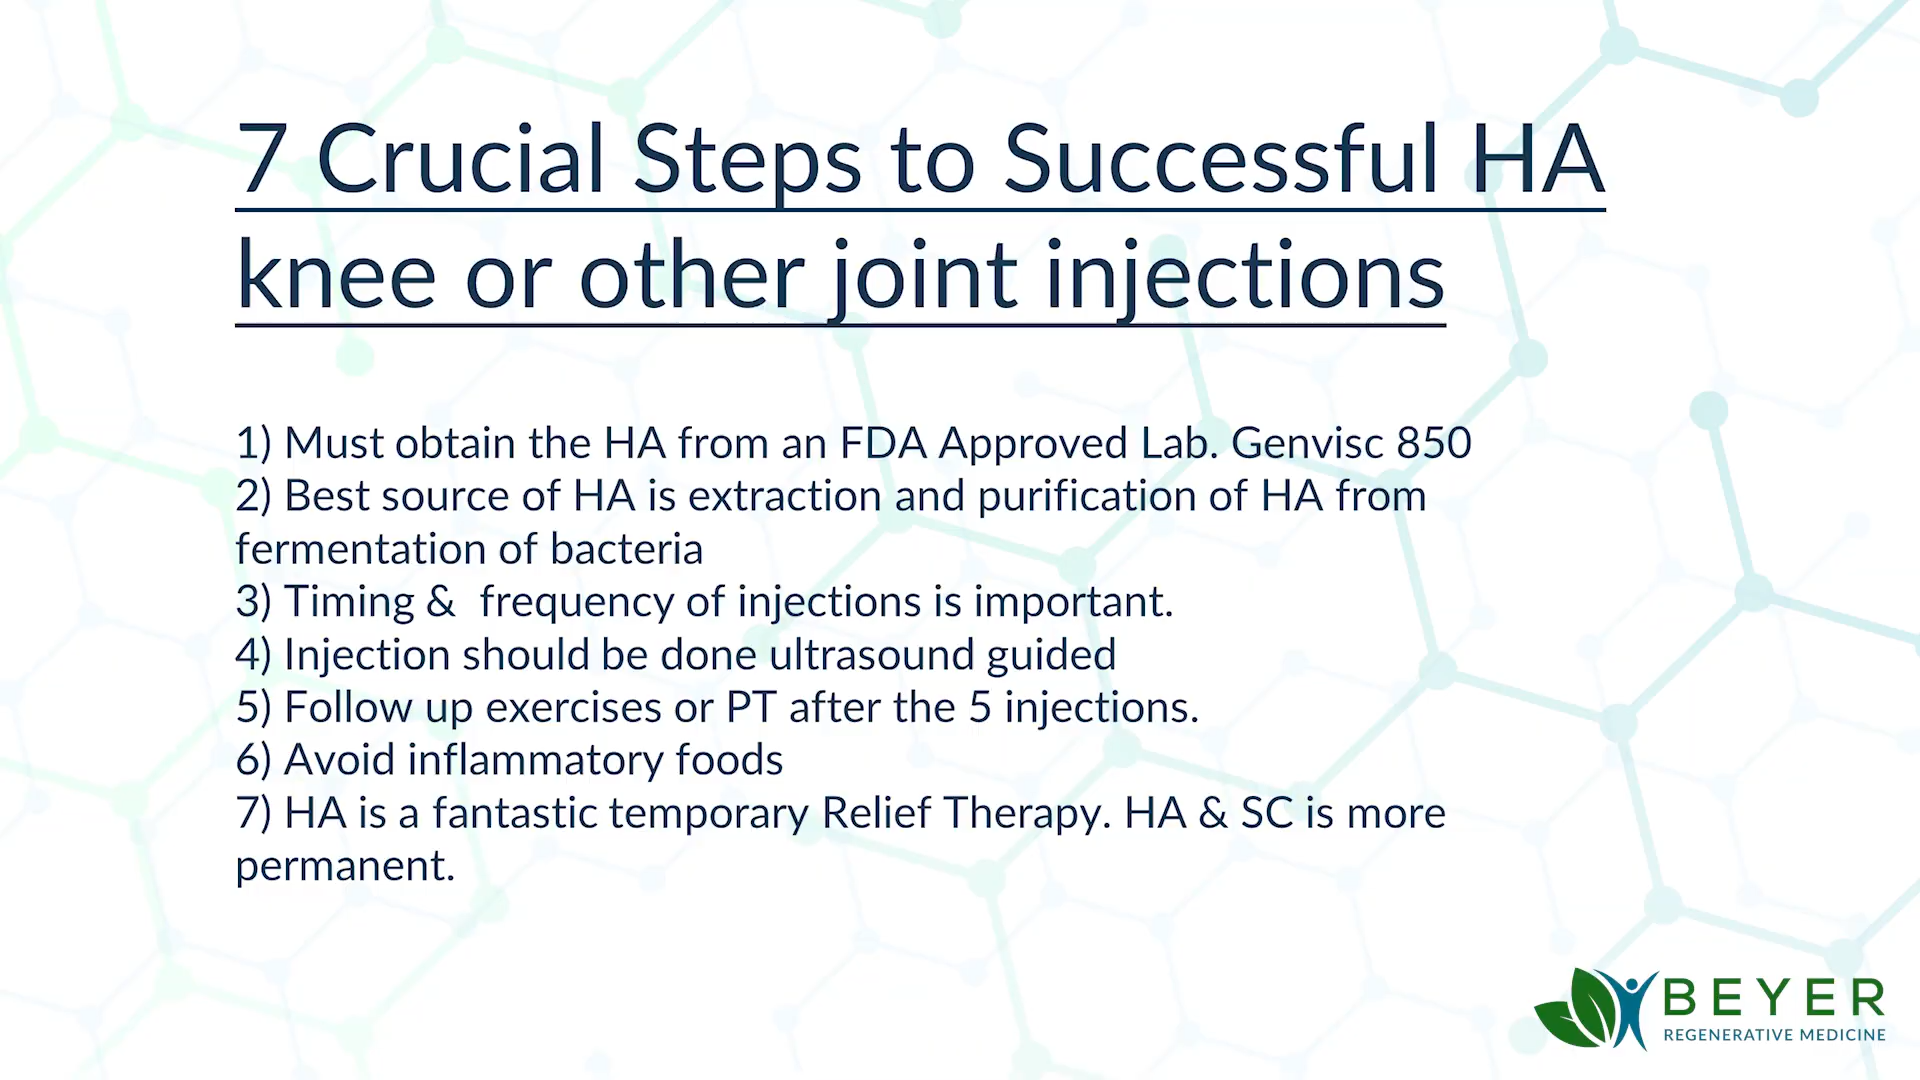 7 Crucial Steps to Successful HA
knee or other joint injections
1) Must obtain the HA from an FDA Approved Lab. Genvisc 850
2) Best source of HA is extraction and purification of HA from
fermentation of bacteria
3) Timing &  frequency of injections is important.
4) Injection should be done ultrasound guided
5) Follow up exercises or PT after the 5 injections.
6) Avoid inflammatory foods
7) HA is a fantastic temporary Relief Therapy. HA & SC is more
permanent.
BEYER
REGENERATIVE MEDICINE